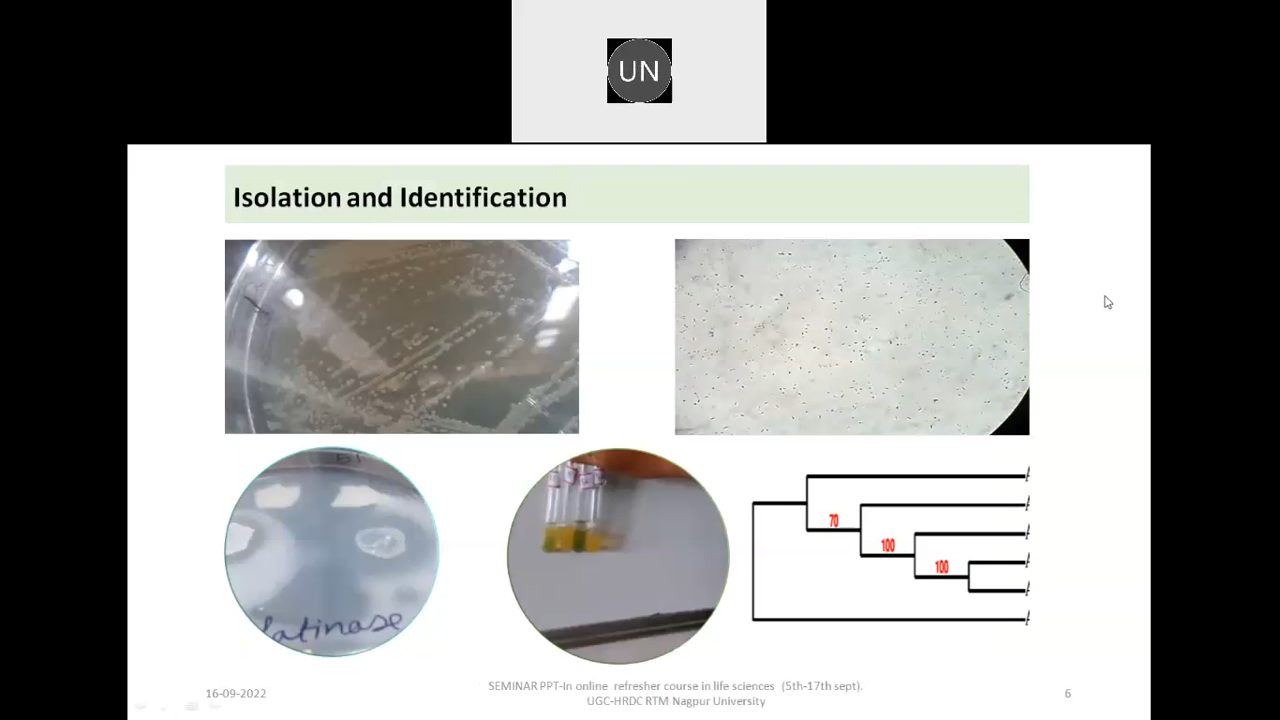 UN
Isolation and Identification
70
100
100
16-09-2022
SEMINAR PPT-In online refresher course in life sciences (5th-17th sept).
UGC-HRDC RTM Nagpur University
6